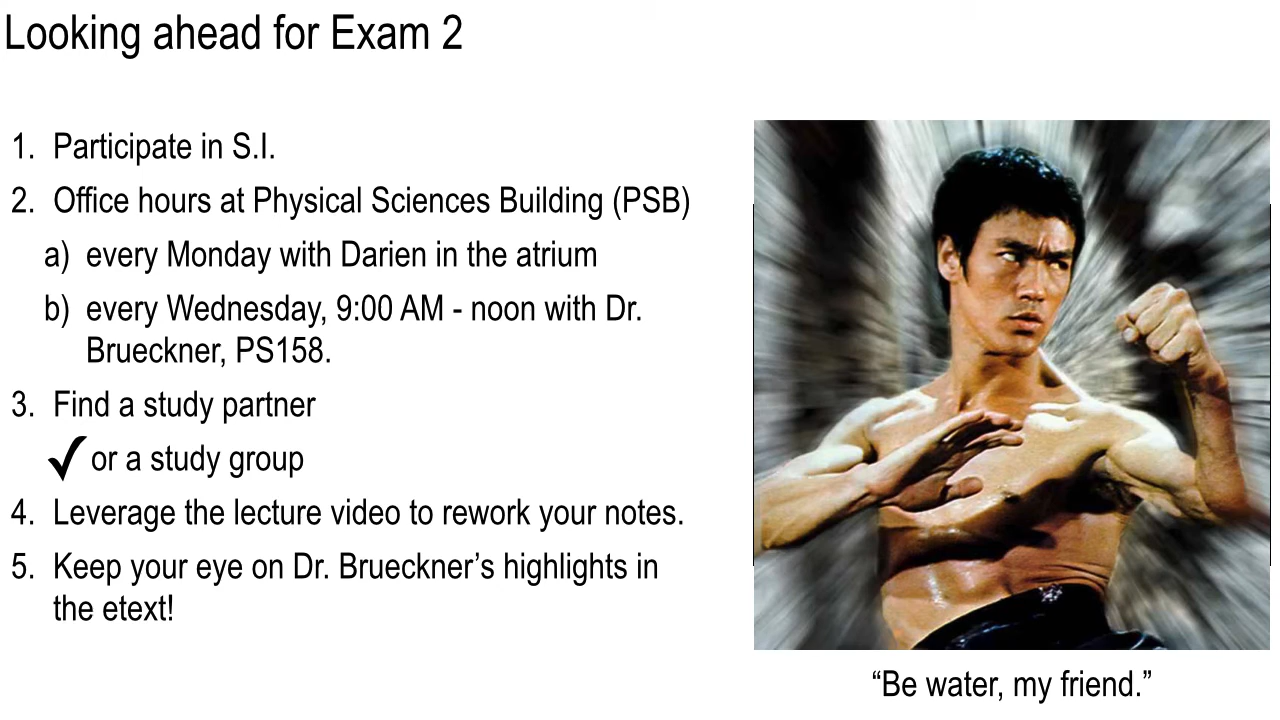 Looking ahead for Exam 2
1. Participate in S.I.
2. Office hours at Physical Sciences Building (PSB)
a) every Monday with Darien in the atrium
b) every Wednesday, 9:00 AM - noon with Dr.
Brueckner, PS158.
3. Find a study partner
✓ or a study group
4. Leverage the lecture video to rework your notes.
5. Keep your eye on Dr. Brueckner’s highlights in
the etext!
“Be water, my friend.”